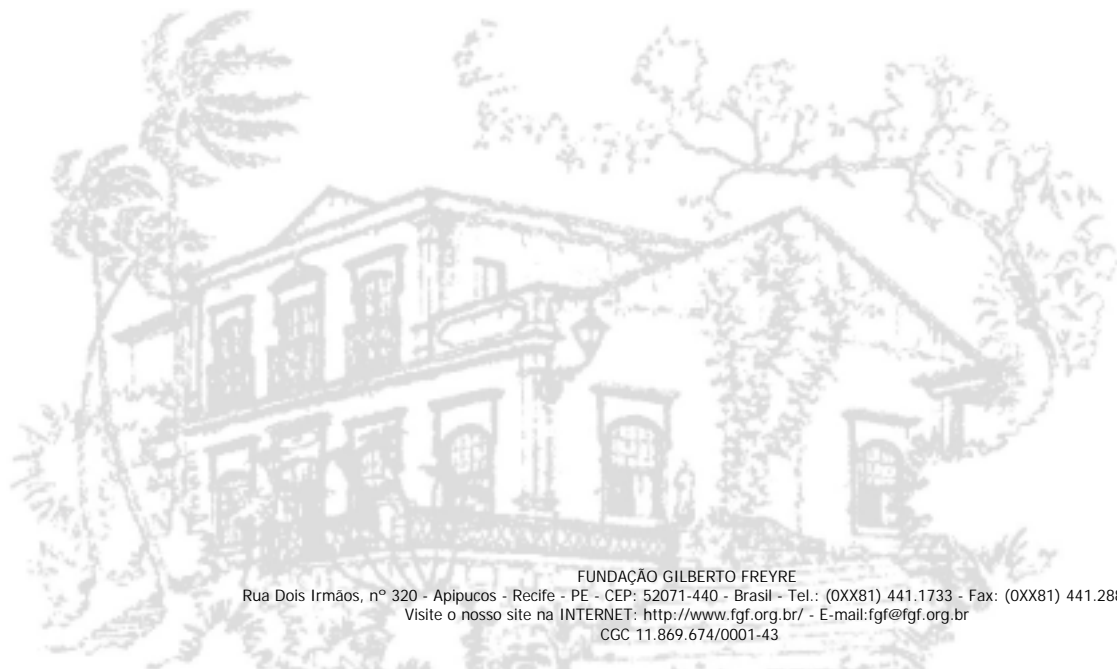 FUNDAÇÃO GILBERTO FREYRE
Rua Dois Irmãos, nº 320 - Apipucos - Recife - PE - CEP: 52071-440 - Brasil - Tel.: (0XX81) 441.1733 - Fax: (0XX81)
Visite o nosso site na INTERNET: http://www.fgf.org.br/ - E-mail:fgf@fgf.org.br
CGC 11.869.674/0001-43